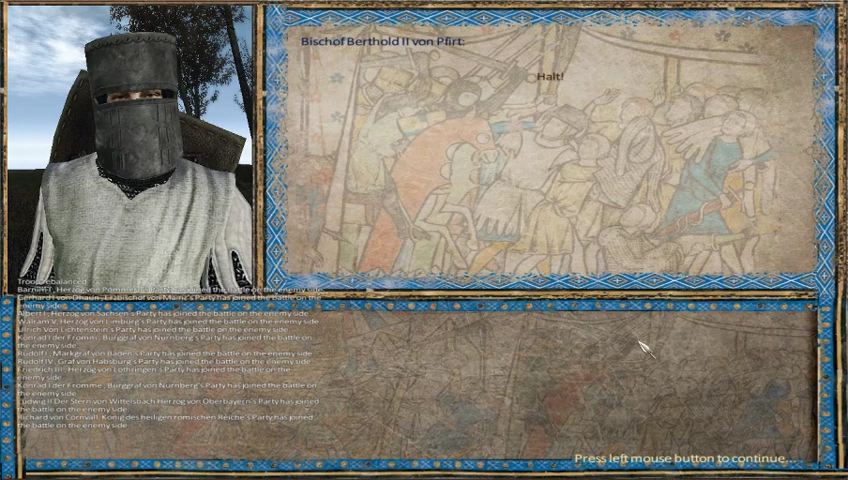 Bischof Berthold II von Pfirt:
Halt!
Troops rebalanced
Barnim I, Herzog von Pommern's Party has joined the battle on the enemy side
Gerhard I von Dhaun, Erzbischof von Mainz's Party has joined the battle on the
enemy side
Albert I, Herzog von Sachsen's Party has joined the battle on the enemy side
Walram V, Herzog von Limburg's Party has joined the battle on the enemy side
Ulrich Von Lichtenstein's Party has joined the battle on the enemy side
Konrad I der Fromme, Burggraf von Nurnberg's Party has joined the battle on the
enemy side
Rudolf I, Markgraf von Baden's Party has joined the battle on the enemy side
Rudolf IV, Graf von Habsburg's Party has joined the battle on the enemy side
Friedrich III, Herzog von Lothringen's Party has joined the battle on the
enemy side
Konrad I der Fromme, Burggraf von Nurnberg's Party has joined the battle on the
enemy side
Ludwig II Der Stern von Wittelsbach Herzog von Oberbayern's Party has joined
the battle on the enemy side
Richard von Cornwall, Konig des heiligen romischen Reiche's Party has joined
the battle on the enemy side
Press left mouse button to continue...